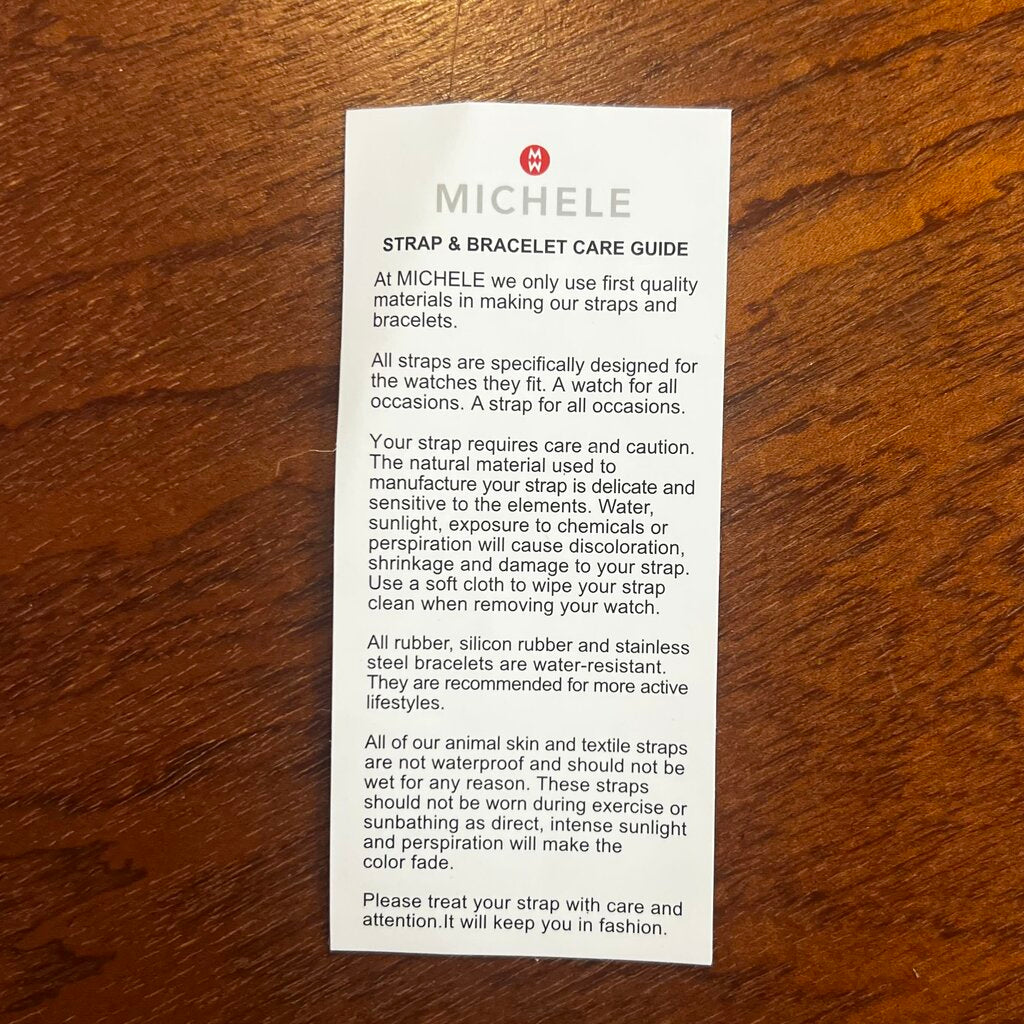 MW
MICHELE
STRAP & BRACELET CARE GUIDE
At MICHELE we only use first quality
materials in making our straps and
bracelets.
All straps are specifically designed for
the watches they fit. A watch for all
occasions. A strap for all occasions.
Your strap requires care and caution.
The natural material used to
manufacture your strap is delicate and
sensitive to the elements. Water,
sunlight, exposure to chemicals or
perspiration will cause discoloration,
shrinkage and damage to your strap.
Use a soft cloth to wipe your strap
clean when removing your watch.
All rubber, silicon rubber and stainless
steel bracelets are water-resistant.
They are recommended for more active
lifestyles.
All of our animal skin and textile straps
are not waterproof and should not be
wet for any reason. These straps
should not be worn during exercise or
sunbathing as direct, intense sunlight
and perspiration will make the
color fade.
Please treat your strap with care and
attention.It will keep you in fashion.